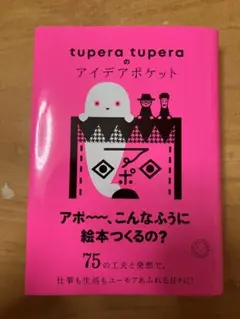 tupera tupera
の
アイデアポケット
アポ
アポ〜〜、こんなふうに
絵本つくるの?
75の工夫と発想で、
仕事も生活もユーモアあふれる日々に!